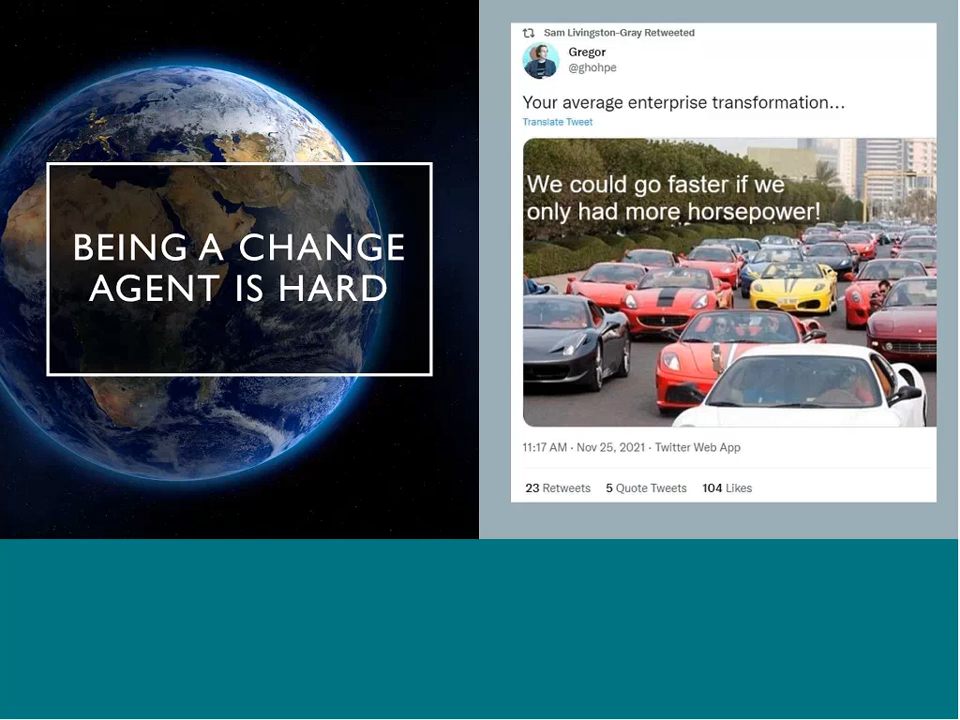 BEING A CHANGE
AGENT IS HARD
Sam Livingston-Gray Retweeted
Gregor
@ghohpe
Your average enterprise transformation…
Translate Tweet
We could go faster if we
only had more horsepower!
11:17 AM · Nov 25, 2021 · Twitter Web App
23 Retweets 5 Quote Tweets 104 Likes